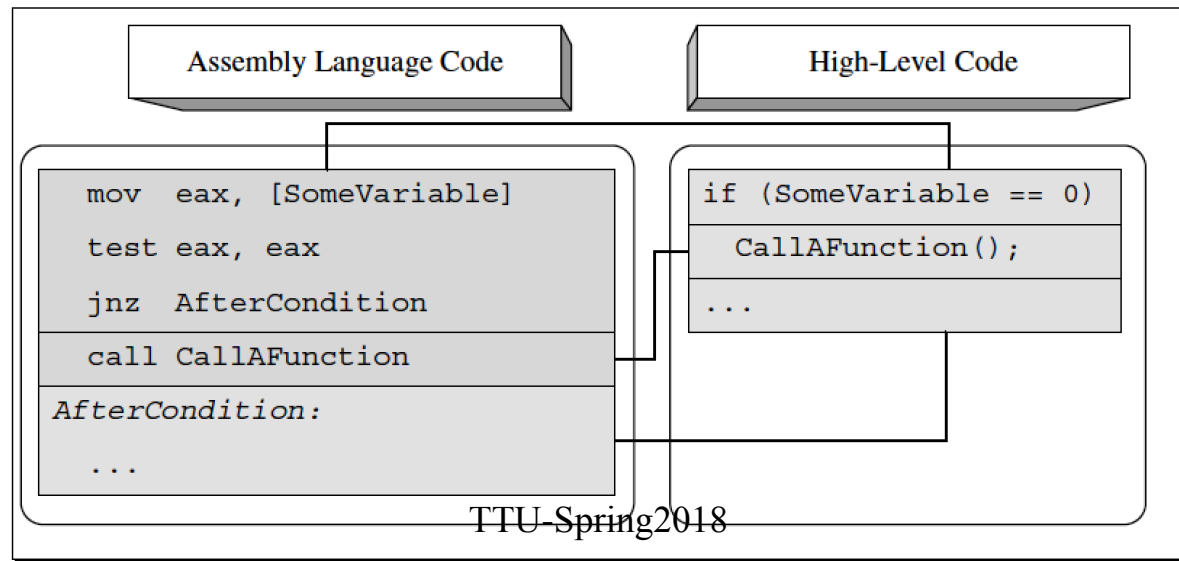 Assembly Language Code
High-Level Code
mov eax, [SomeVariable]
test eax, eax
jnz AfterCondition
call CallAFunction
AfterCondition:
...
if (SomeVariable == 0)
CallAFunction();
...
TTU-Spring2018